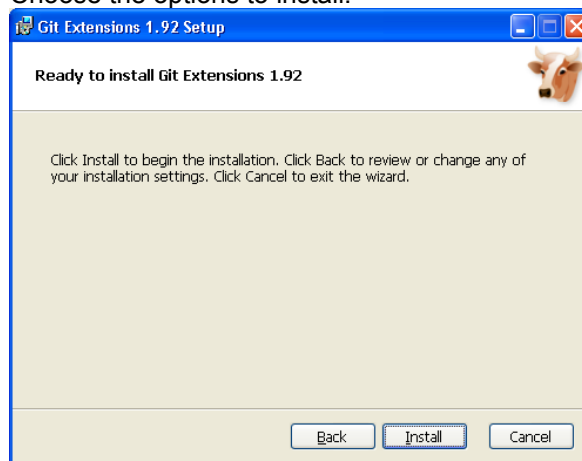 Choose the options to install.
Git Extensions 1.92 Setup
Ready to install Git Extensions 1.92
Click Install to begin the installation. Click Back to review or change any of
your installation settings. Click Cancel to exit the wizard.
Back Install Cancel